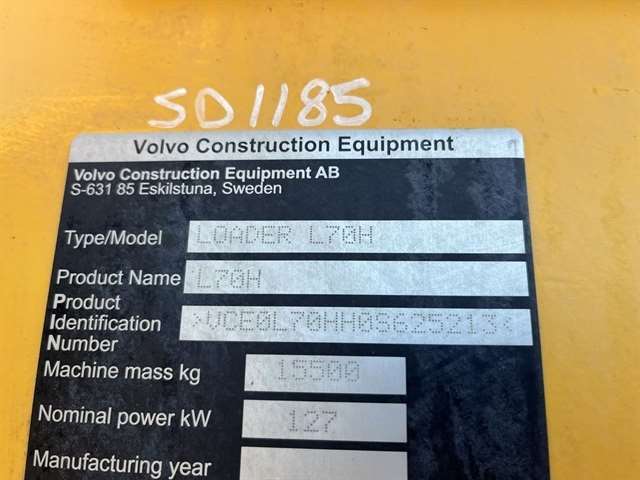 SD1185
Volvo Construction Equipment
Volvo Construction Equipment AB
S-631 85 Eskilstuna, Sweden
Type/Model LOADER L70H
Product Name L70H
Product
Identification >VCE0L70HH0S625213<
Number
Machine mass kg 15500
Nominal power kW 127
Manufacturing year